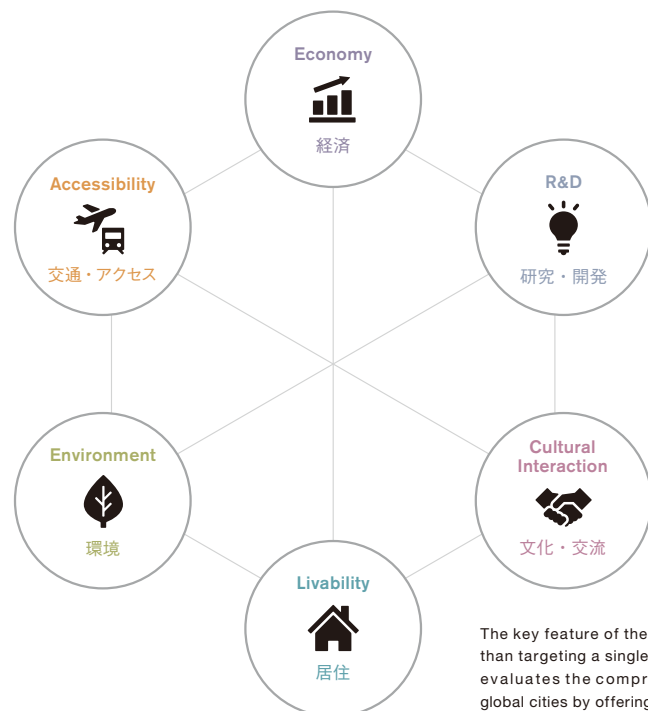 Economy
経済
Accessibility
交通・アクセス
R&D
研究・開発
Environment
環境
Cultural
Interaction
文化・交流
Livability
居住
The key feature of the
than targeting a single
evaluates the compr
global cities by offering